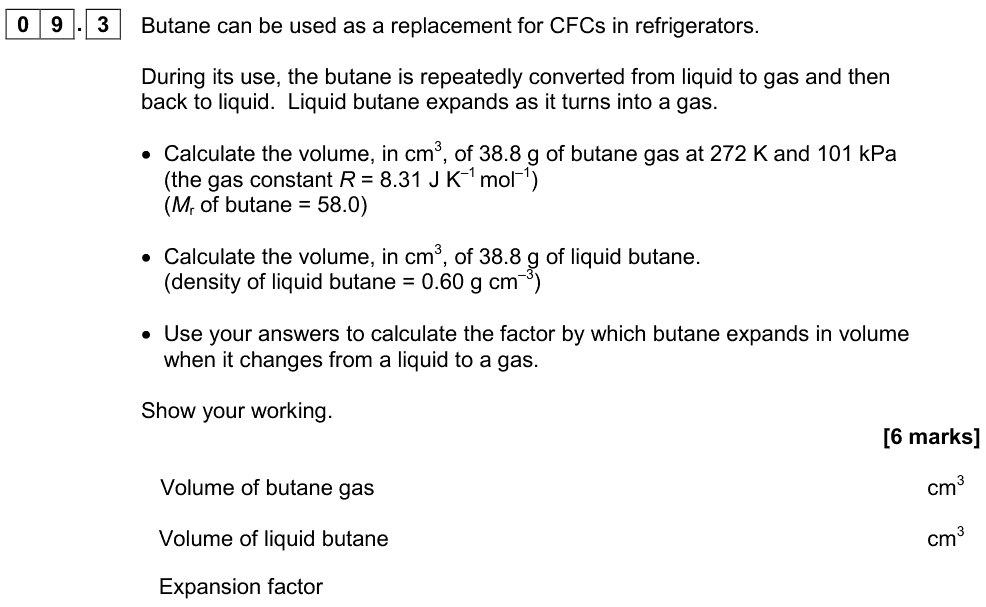 09.3 Butane can be used as a replacement for CFCs in refrigerators.
During its use, the butane is repeatedly converted from liquid to gas and then
back to liquid. Liquid butane expands as it turns into a gas.
• Calculate the volume, in cm³, of 38.8 g of butane gas at 272 K and 101 kPa
(the gas constant R = 8.31 J K⁻¹ mol⁻¹)
(Mᵣ of butane = 58.0)
• Calculate the volume, in cm³, of 38.8 g of liquid butane.
(density of liquid butane = 0.60 g cm⁻³)
• Use your answers to calculate the factor by which butane expands in volume
when it changes from a liquid to a gas.
Show your working.
[6 marks]
Volume of butane gas cm³
Volume of liquid butane cm³
Expansion factor